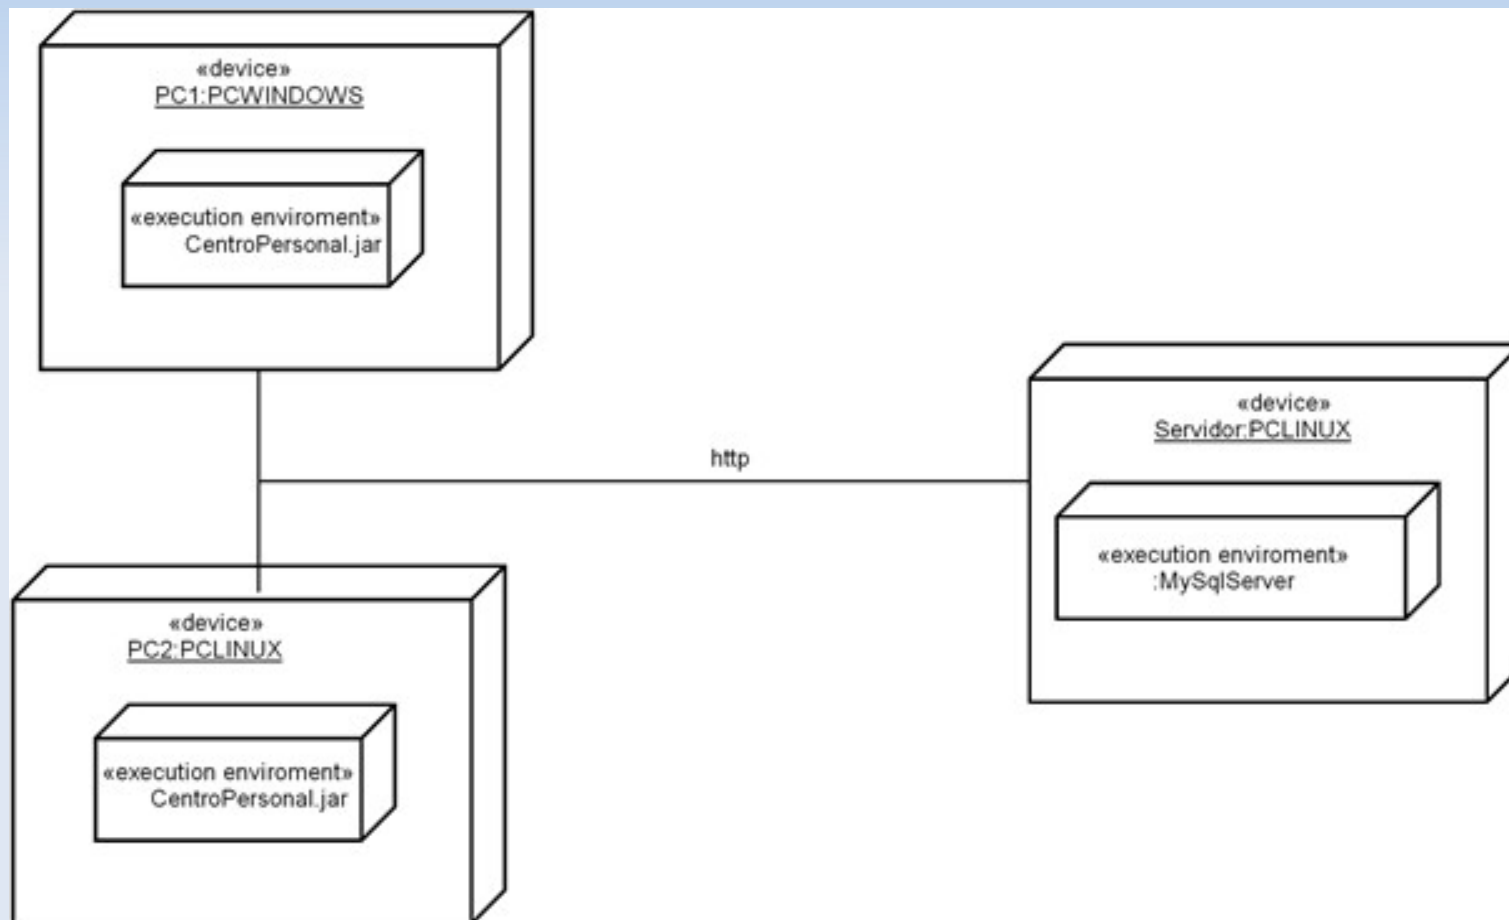 «device»
PC1:PCWINDOWS
«execution enviroment»
CentroPersonal.jar
http
«device»
Servidor:PCLINUX
«execution enviroment»
:MySqlServer
«device»
PC2:PCLINUX
«execution enviroment»
CentroPersonal.jar